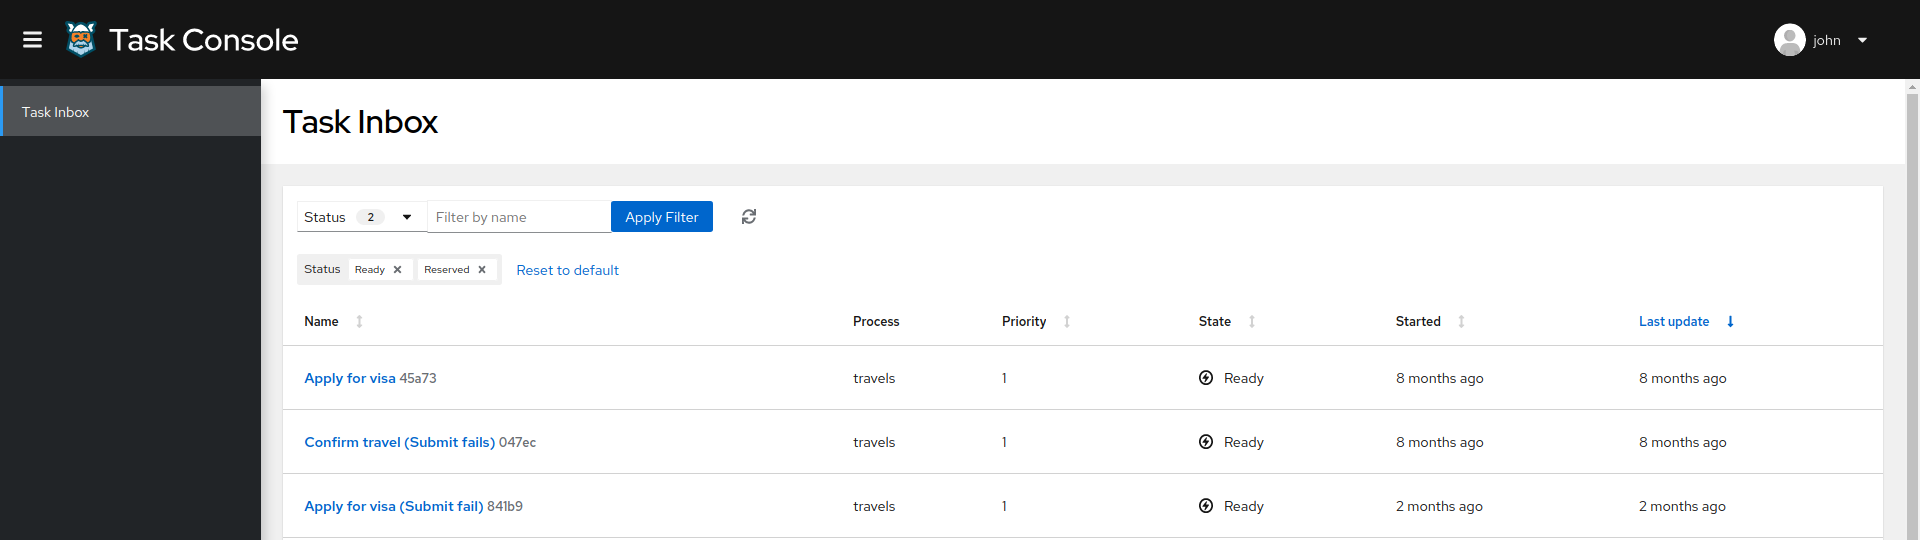 Task Console
john
Task Inbox
Task Inbox
Status 2 Filter by name Apply Filter
Status Ready Reserved Reset to default
Name Process Priority State Started Last update
Apply for visa 45a73 travels 1 Ready 8 months ago 8 months ago
Confirm travel (Submit fails) 047ec travels 1 Ready 8 months ago 8 months ago
Apply for visa (Submit fail) 841b9 travels 1 Ready 2 months ago 2 months ago